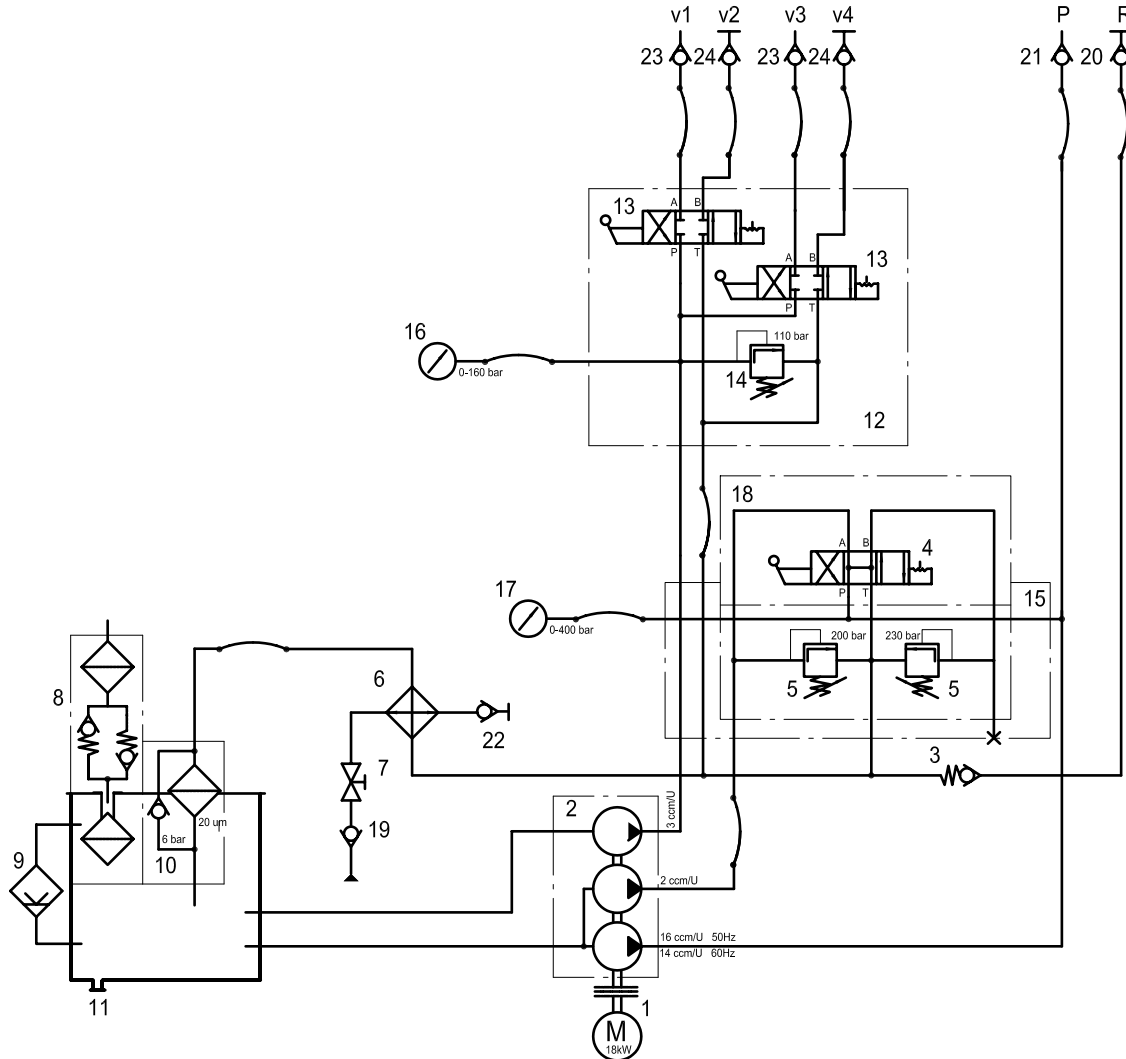 v1 v2 v3 v4 P R
23 24 23 24 21 20
13 A B
P T
A B 13
P T
16
0-160 bar
110 bar
14
12
18
A B 4
P T
17
0-400 bar
15
200 bar 230 bar
5 5
8
6
22
7
3
19
20 um
6 bar
10
9
11
2
3 ccm/U
2 ccm/U
16 ccm/U 50Hz
14 ccm/U 60Hz
1
M
18kW